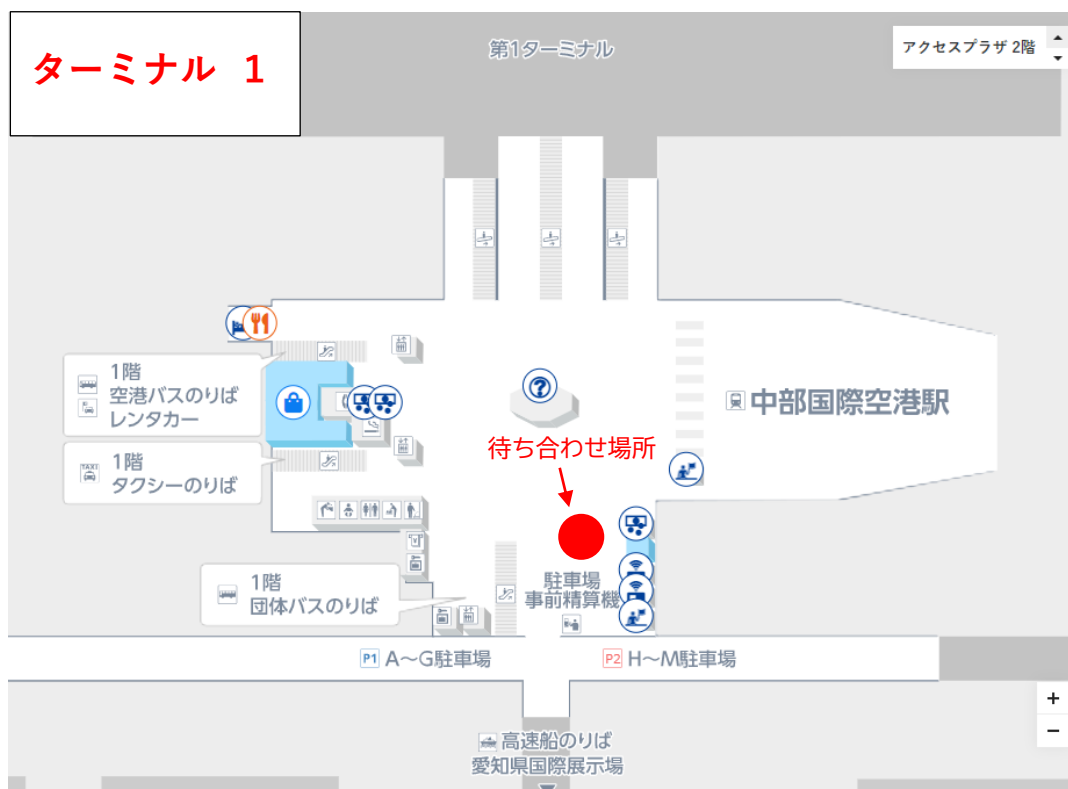 ターミナル 1
第1ターミナル
アクセスプラザ 2階
1階
空港バスのりば
レンタカー
中部国際空港駅
待ち合わせ場所
TAXI
1階
タクシーのりば
1階
団体バスのりば
駐車場
事前精算機
P1 A～G駐車場
P2 H～M駐車場
高速船のりば
愛知県国際展示場
+
−